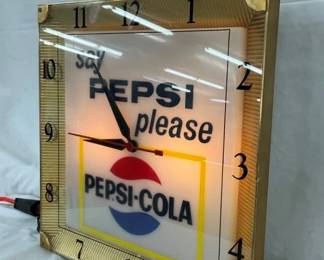 11 12 1
10 2
9 3
8 4
7
say
PEPSI
please
PEPSI-COLA